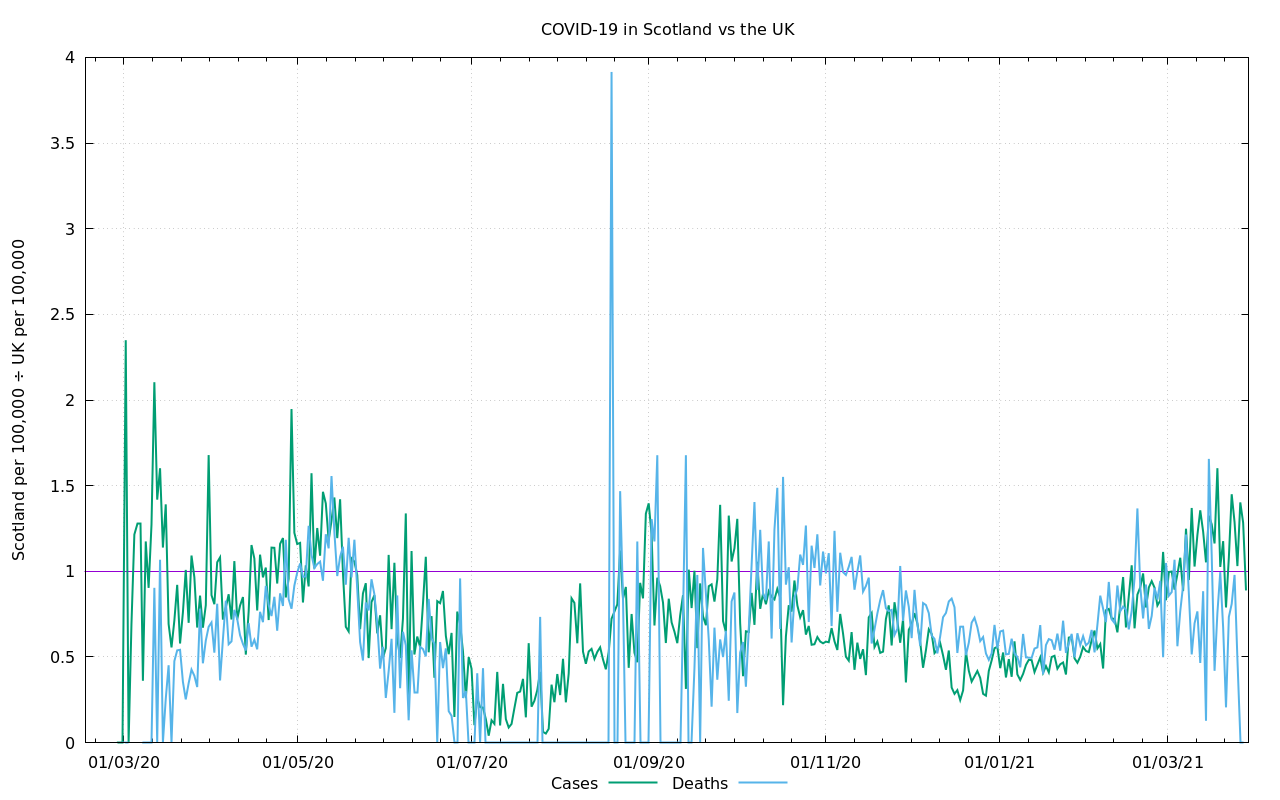 COVID-19 in Scotland vs the UK
Scotland per 100,000 ÷ UK per 100,000
4
3.5
3
2.5
2
1.5
1
0.5
0
01/03/20 01/05/20 01/07/20 01/09/20 01/11/20 01/01/21 01/03/21
Cases Deaths